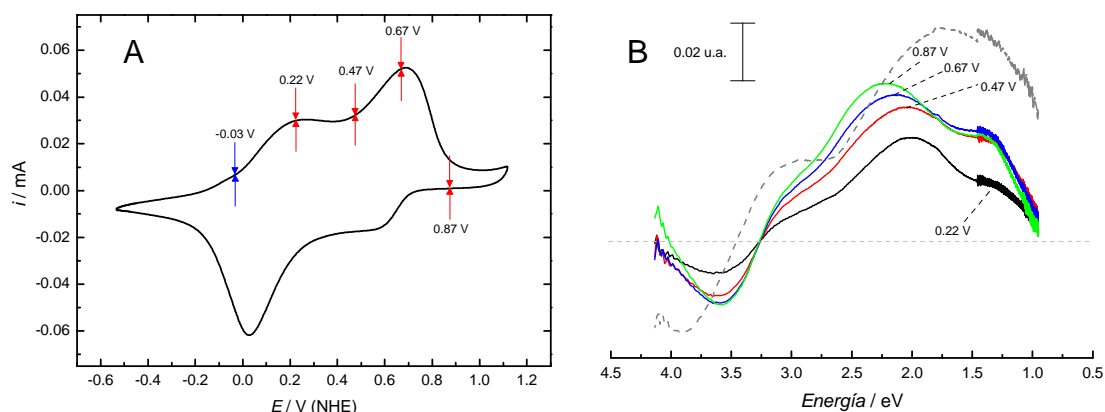 A
0.06
0.04
0.02
0.00
-0.02
-0.04
-0.06
i / mA
-0.03 V
0.22 V
0.47 V
0.67 V
0.87 V
-0.6
-0.4
-0.2
0.0
0.2
0.4
0.6
0.8
1.0
1.2
E / V (NHE)
B
0.02 u.a.
0.87 V
0.67 V
0.47 V
0.22 V
4.5
4.0
3.5
3.0
2.5
2.0
1.5
1.0
0.5
Energía / eV